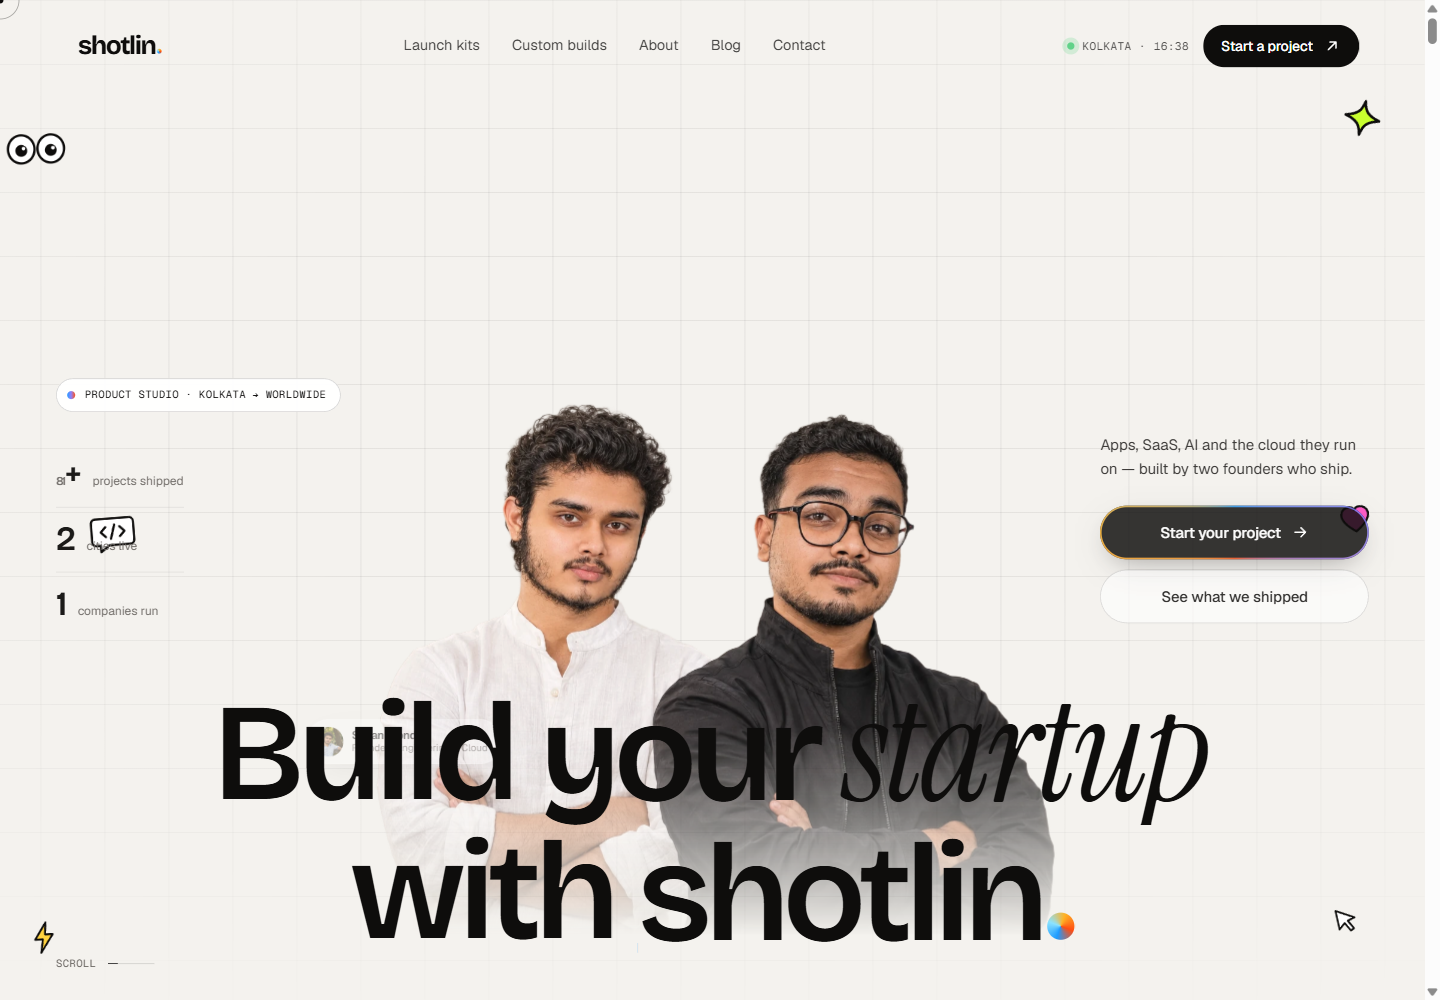 shotlin.
Launch kits
Custom builds
About
Blog
Contact
KOLKATA · 16:38
Start a project ↗
PRODUCT STUDIO · KOLKATA → WORLDWIDE
+ projects shipped
2 cities live
</>
1 companies run
Apps, SaaS, AI and the cloud they run
on — built by two founders who ship.
Start your project →
See what we shipped
Build your startup
with shotlin.
SCROLL